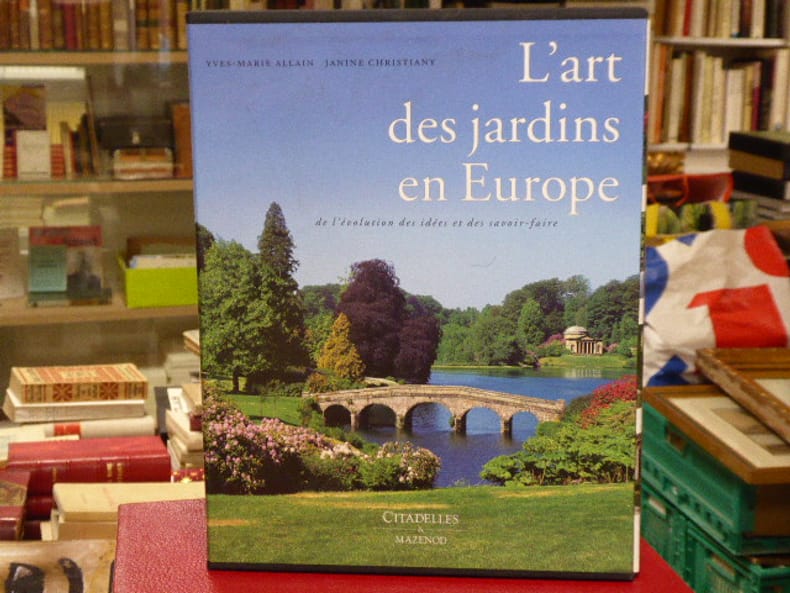 YVES-MARIE ALLAIN JANINE CHRISTIANY
L'art
des jardins
en Europe
de l'évolution des idées et des savoir-faire
CITADELLES
&
MAZENOD